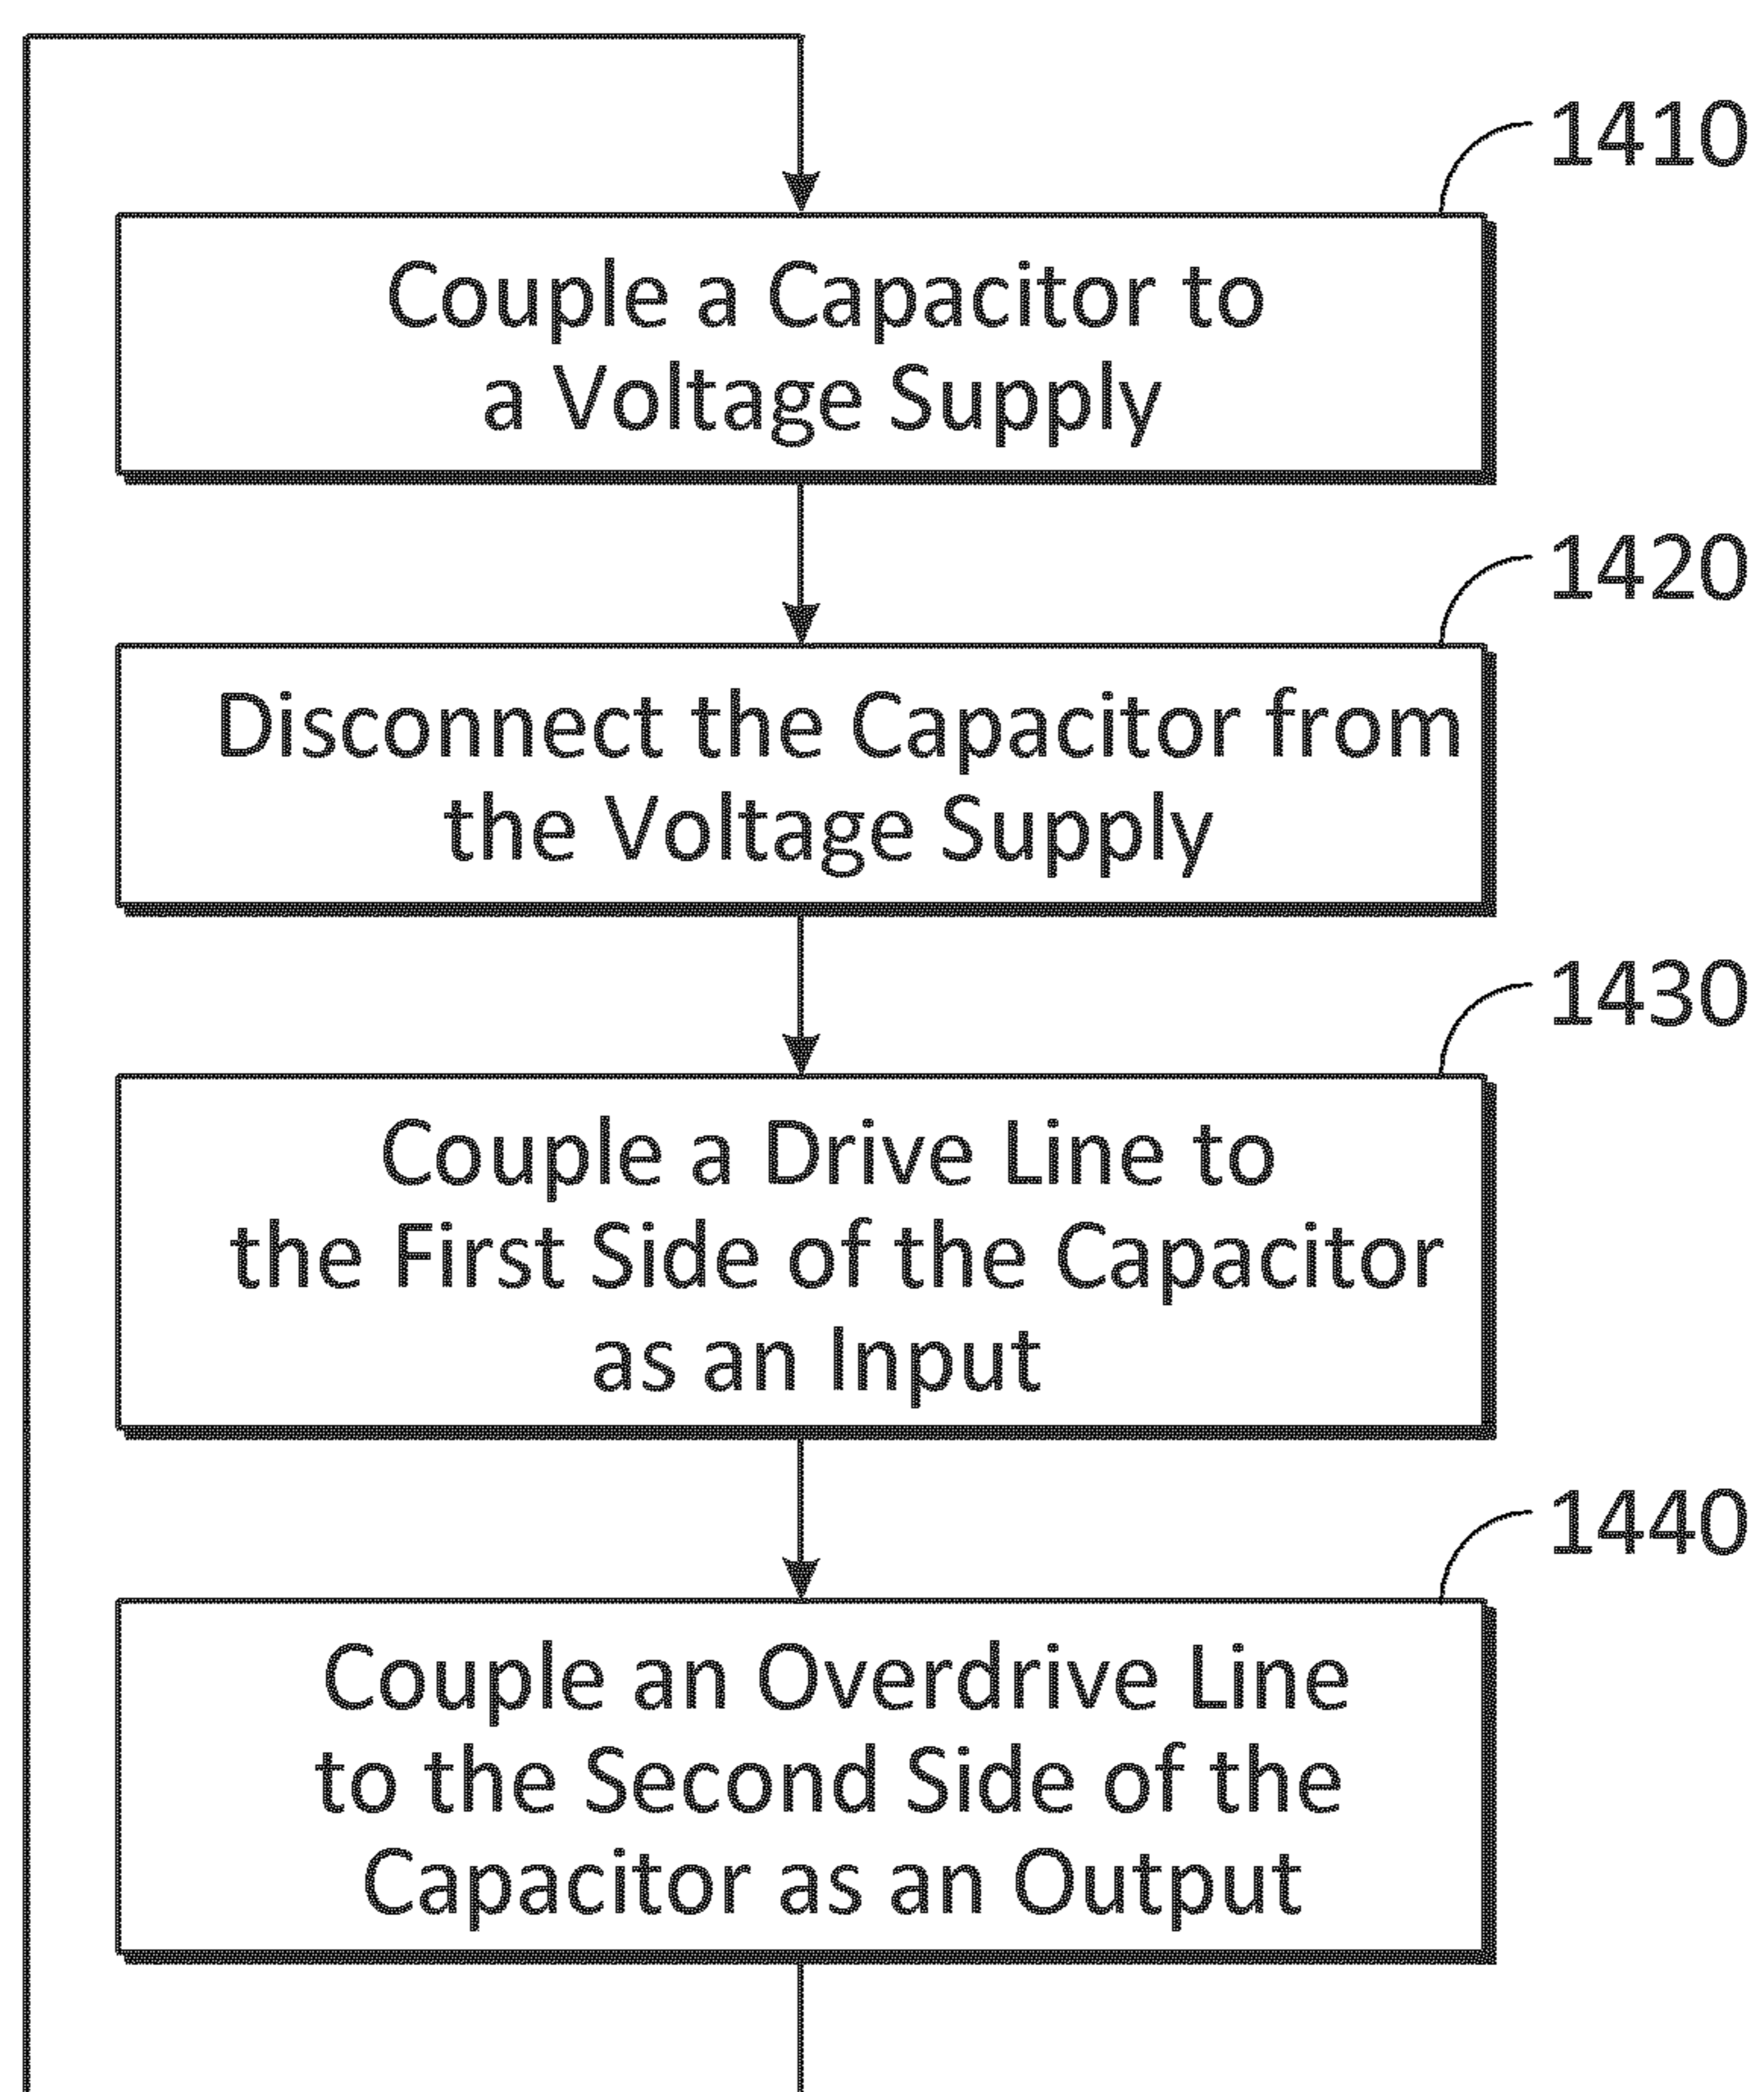 1410
Couple a Capacitor to
a Voltage Supply
1420
Disconnect the Capacitor from
the Voltage Supply
1430
Couple a Drive Line to
the First Side of the Capacitor
as an Input
1440
Couple an Overdrive Line
to the Second Side of the
Capacitor as an Output